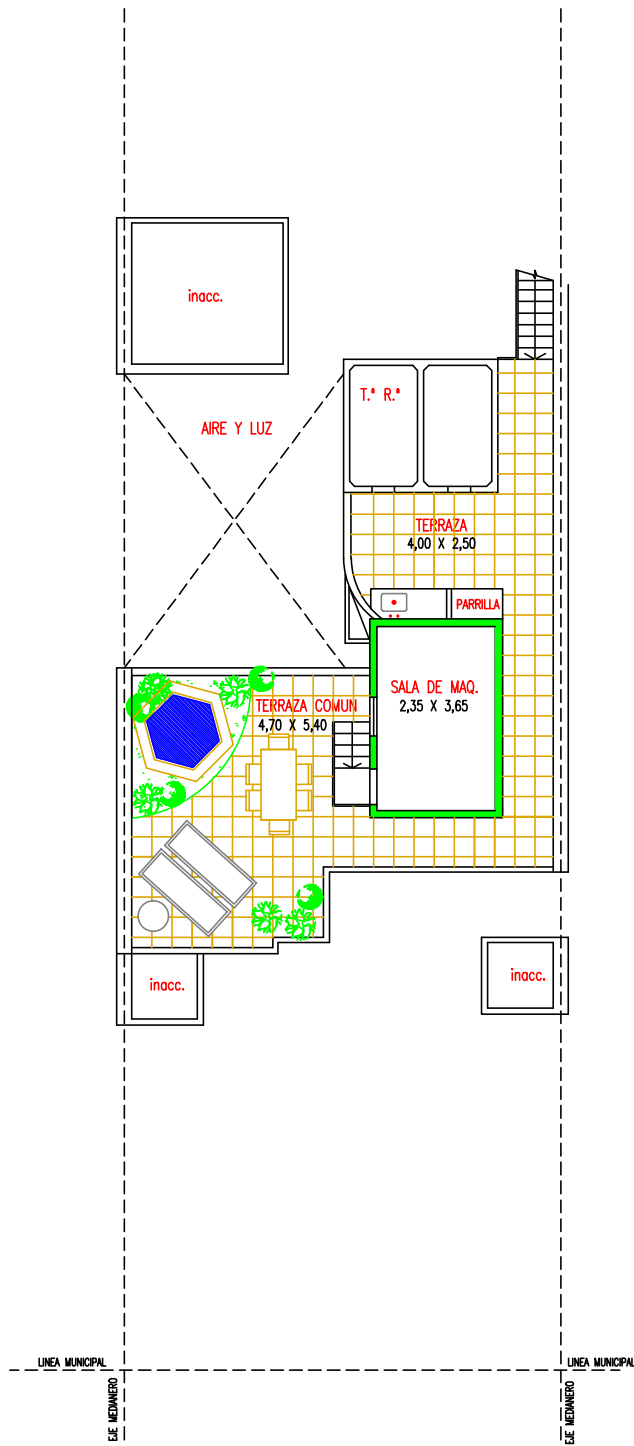 inacc.
T.ª R.ª
AIRE Y LUZ
TERRAZA
4,00 X 2,50
PARRILLA
SALA DE MAQ.
2,35 X 3,65
TERRAZA COMUN
4,70 X 5,40
inacc.
inacc.
LINEA MUNICIPAL
LINEA MUNICIPAL
EJE MEDIANERO
EJE MEDIANERO